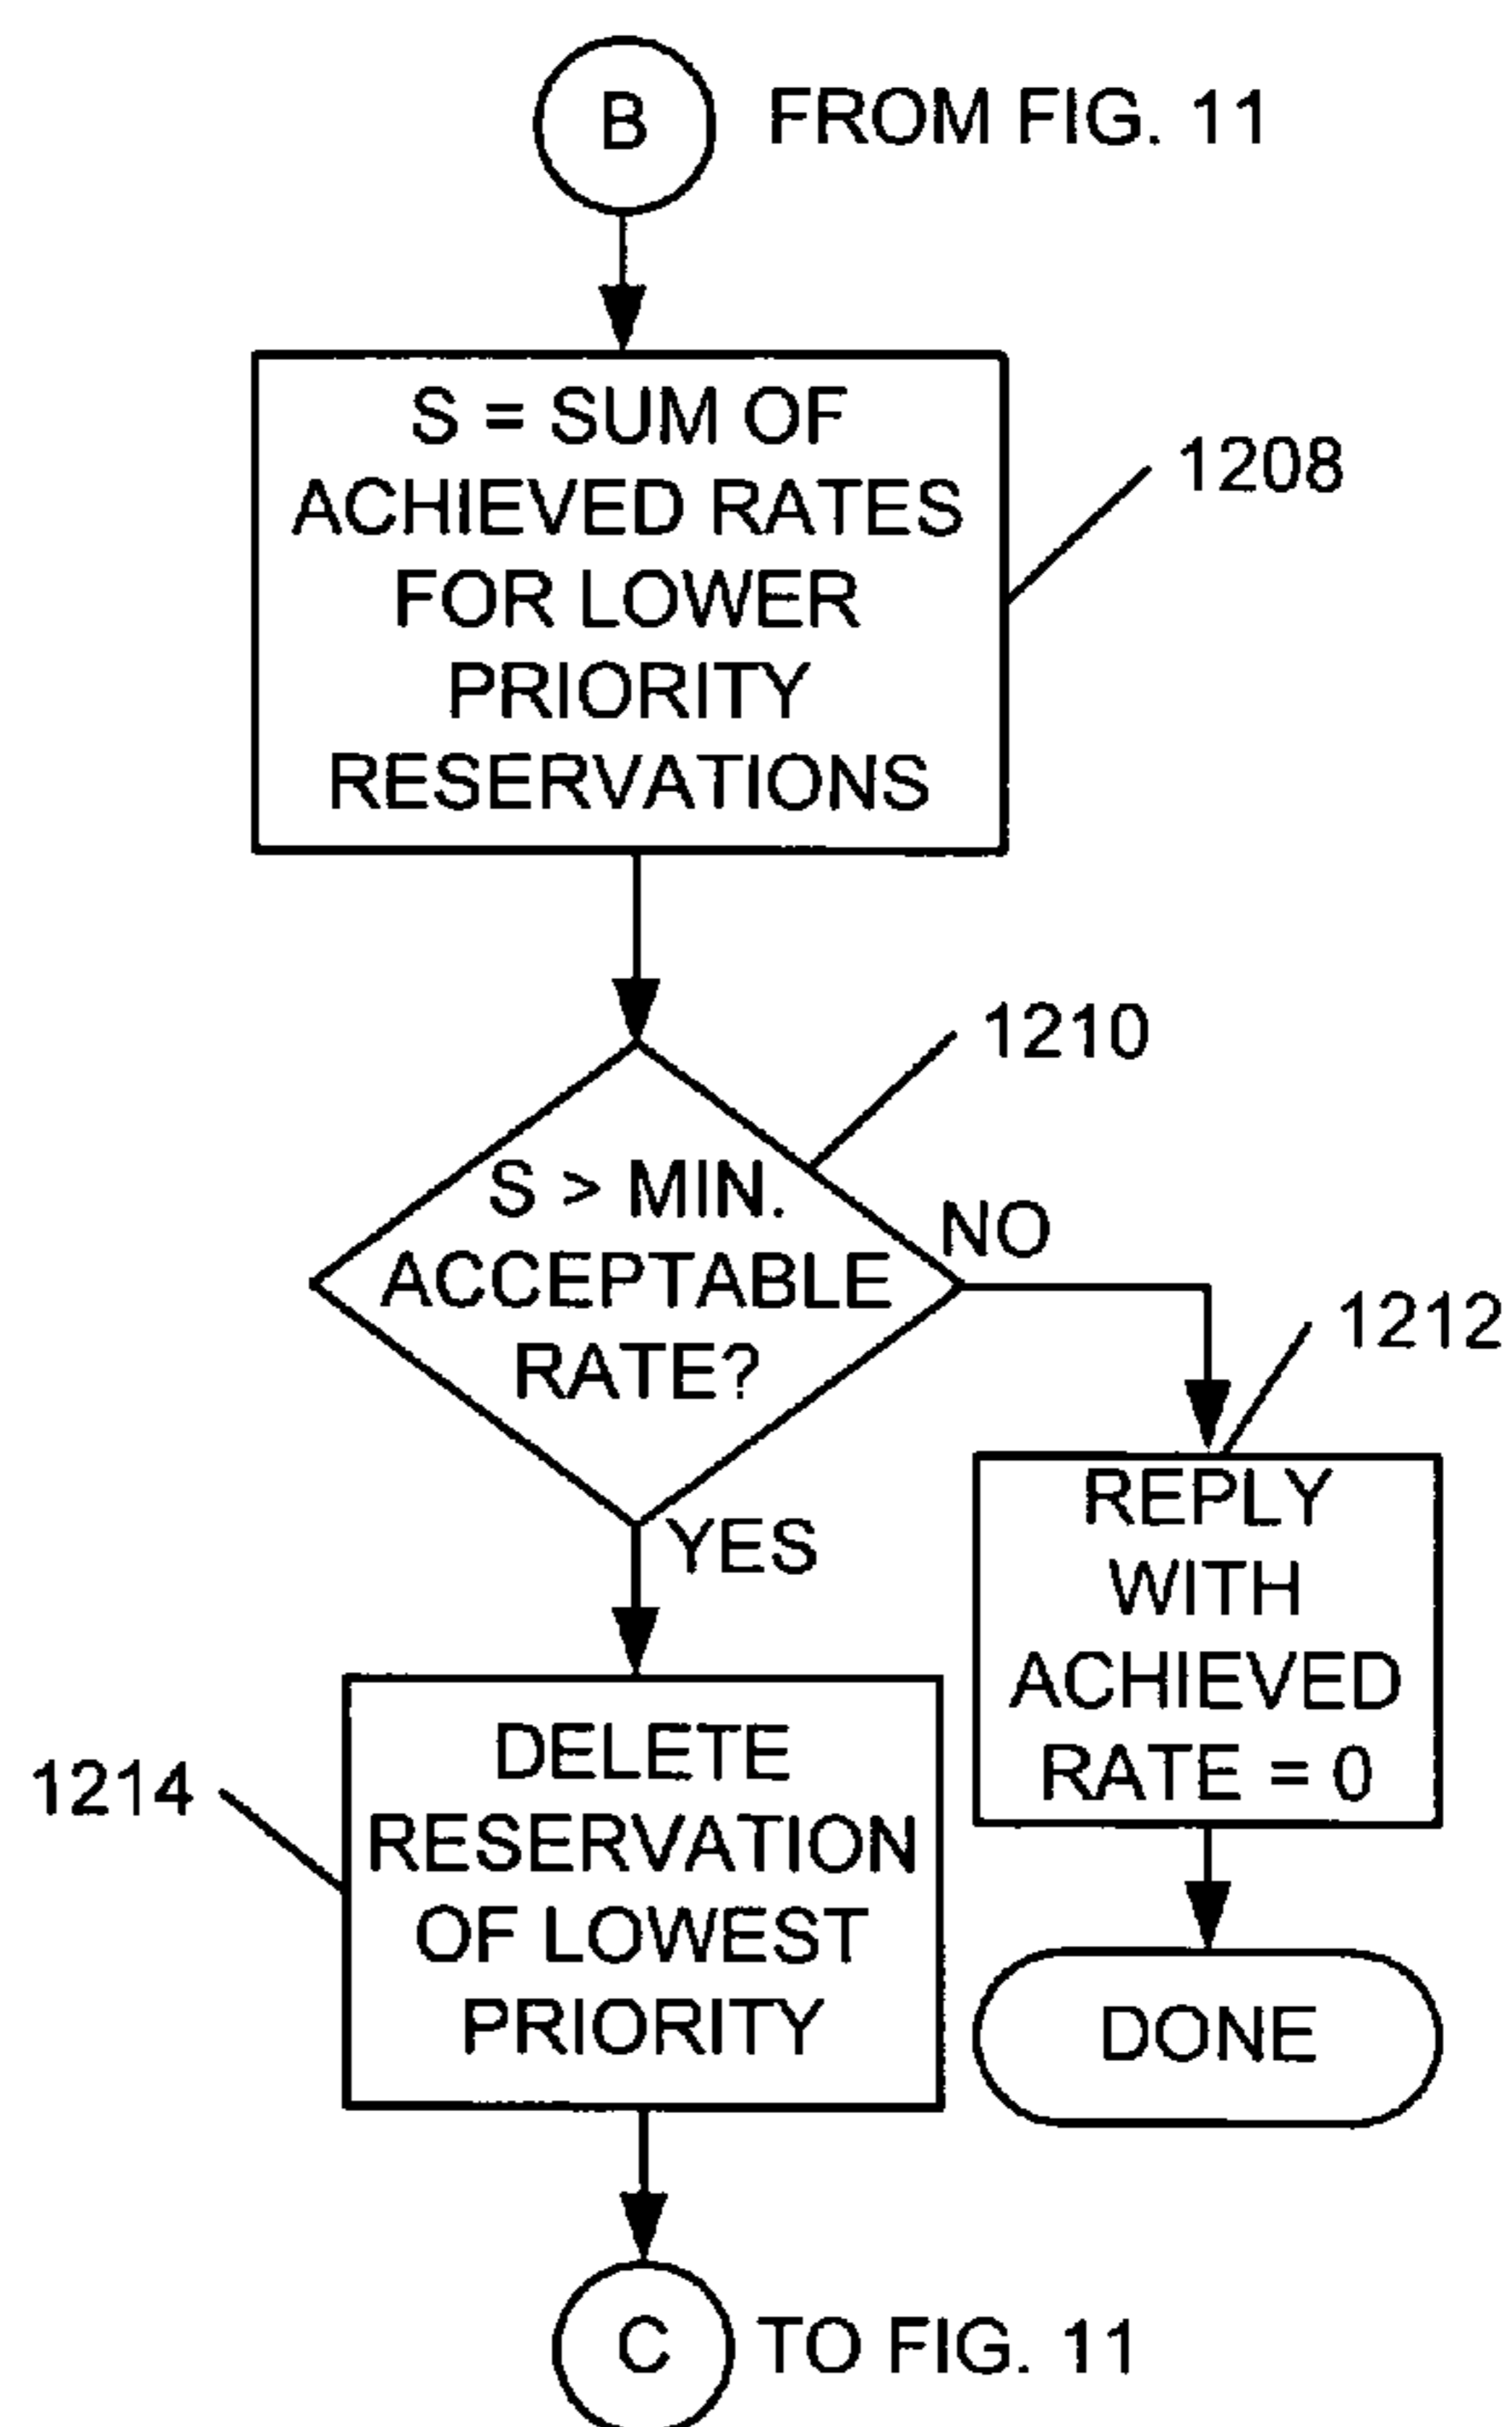 B FROM FIG. 11
S = SUM OF
ACHIEVED RATES
FOR LOWER
PRIORITY
RESERVATIONS
1208
1210
S > MIN.
ACCEPTABLE
RATE?
NO
YES
1212
REPLY
WITH
ACHIEVED
RATE = 0
1214
DELETE
RESERVATION
OF LOWEST
PRIORITY
DONE
C TO FIG. 11